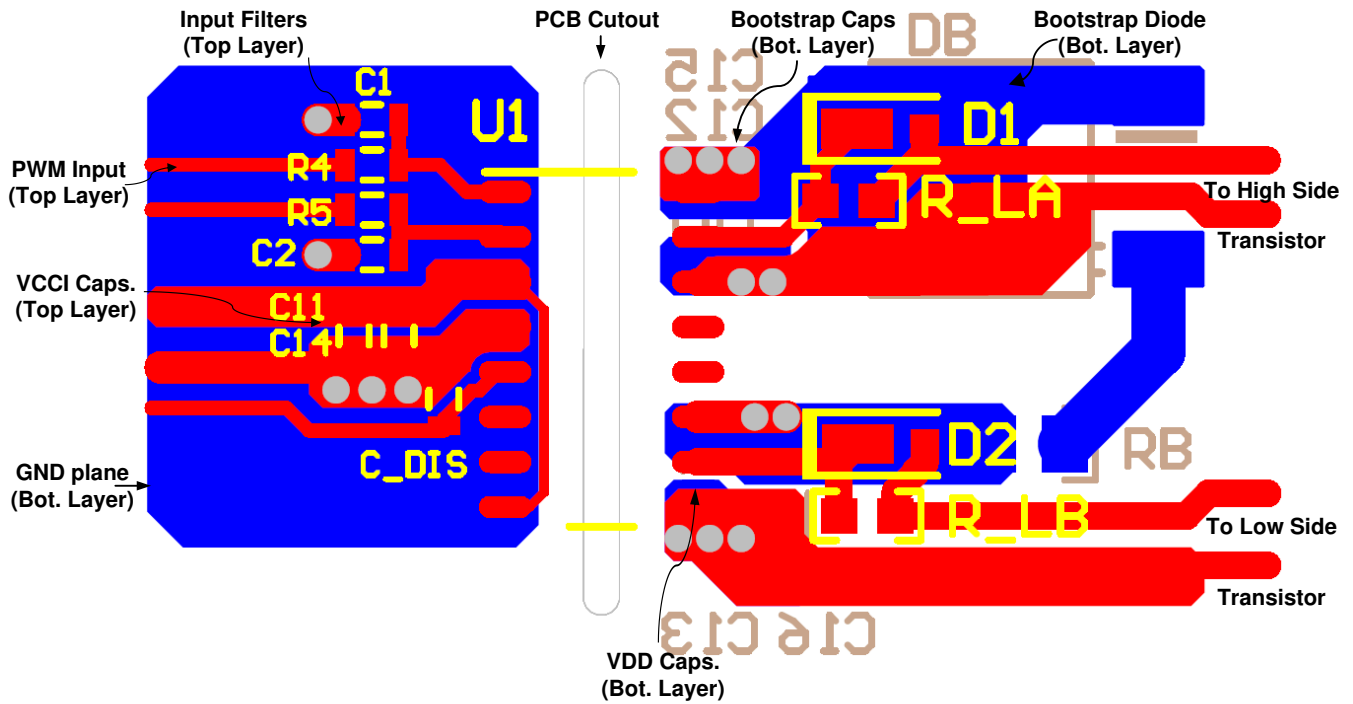 Input Filters
(Top Layer)
PCB Cutout
Bootstrap Caps
(Bot. Layer)
Bootstrap Diode
(Bot. Layer)
DB
C15
C12
C1
U1
D1
PWM Input
(Top Layer)
R4
R5
R_LA
To High Side
Transistor
C2
VCCI Caps.
(Top Layer)
C11
C14
GND plane
(Bot. Layer)
C_DIS
D2
RB
R_LB
To Low Side
Transistor
C13
C16
VDD Caps.
(Bot. Layer)